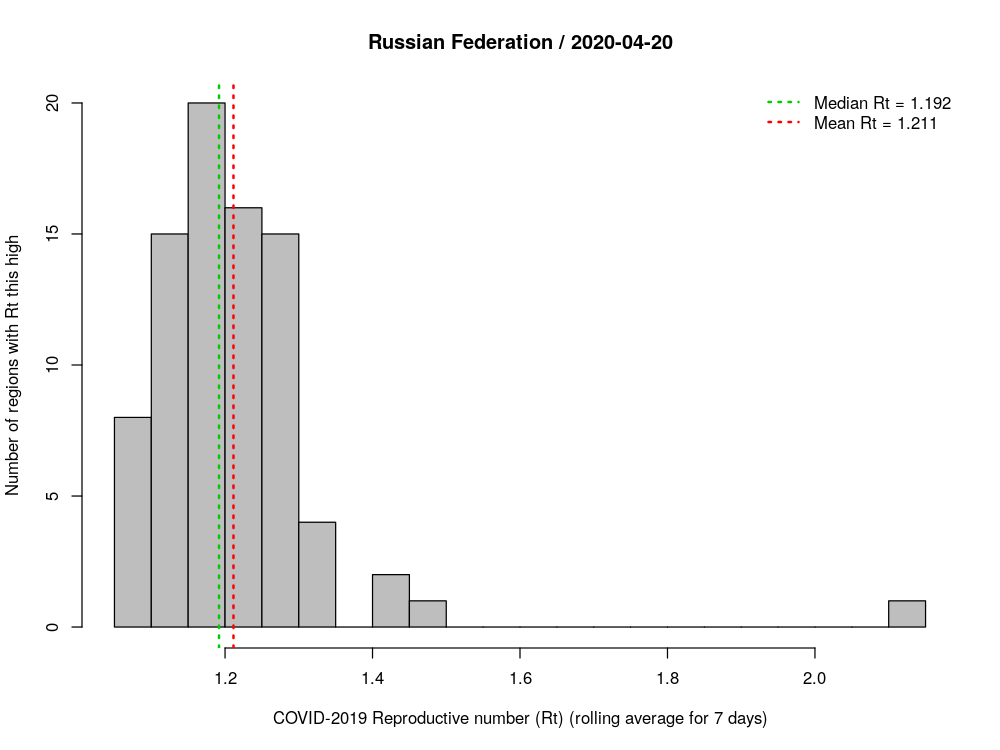 Russian Federation / 2020-04-20
Median Rt = 1.192
Mean Rt = 1.211
Number of regions with Rt this high
20
15
10
5
0
1.2 1.4 1.6 1.8 2.0
COVID-2019 Reproductive number (Rt) (rolling average for 7 days)